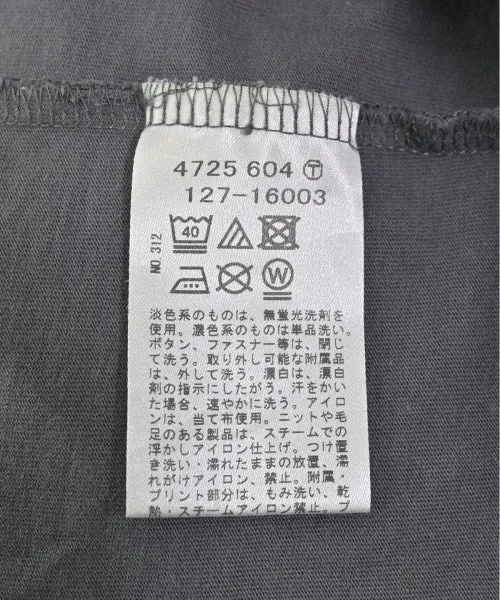 4725 604 Ⓣ
127-16003
NO.312
40
W
淡色系のものは、無蛍光洗剤を
使用。濃色系のものは単品洗い。
ボタン、ファスナー等は、閉じ
て洗う。取り外し可能な附属品
は、外して洗う。漂白は、漂白
剤の指示にしたがう。汗をかい
た場合、速やかに洗う。アイロ
ンは、当て布使用。ニットや毛
足のある製品は、スチームでの
浮かしアイロン仕上げ。つけ置
き洗い・濡れたままの放置、濡
れがけアイロン、禁止。附属・
プリント部分は、もみ洗い、乾
熱・スチームアイロン禁止。プ